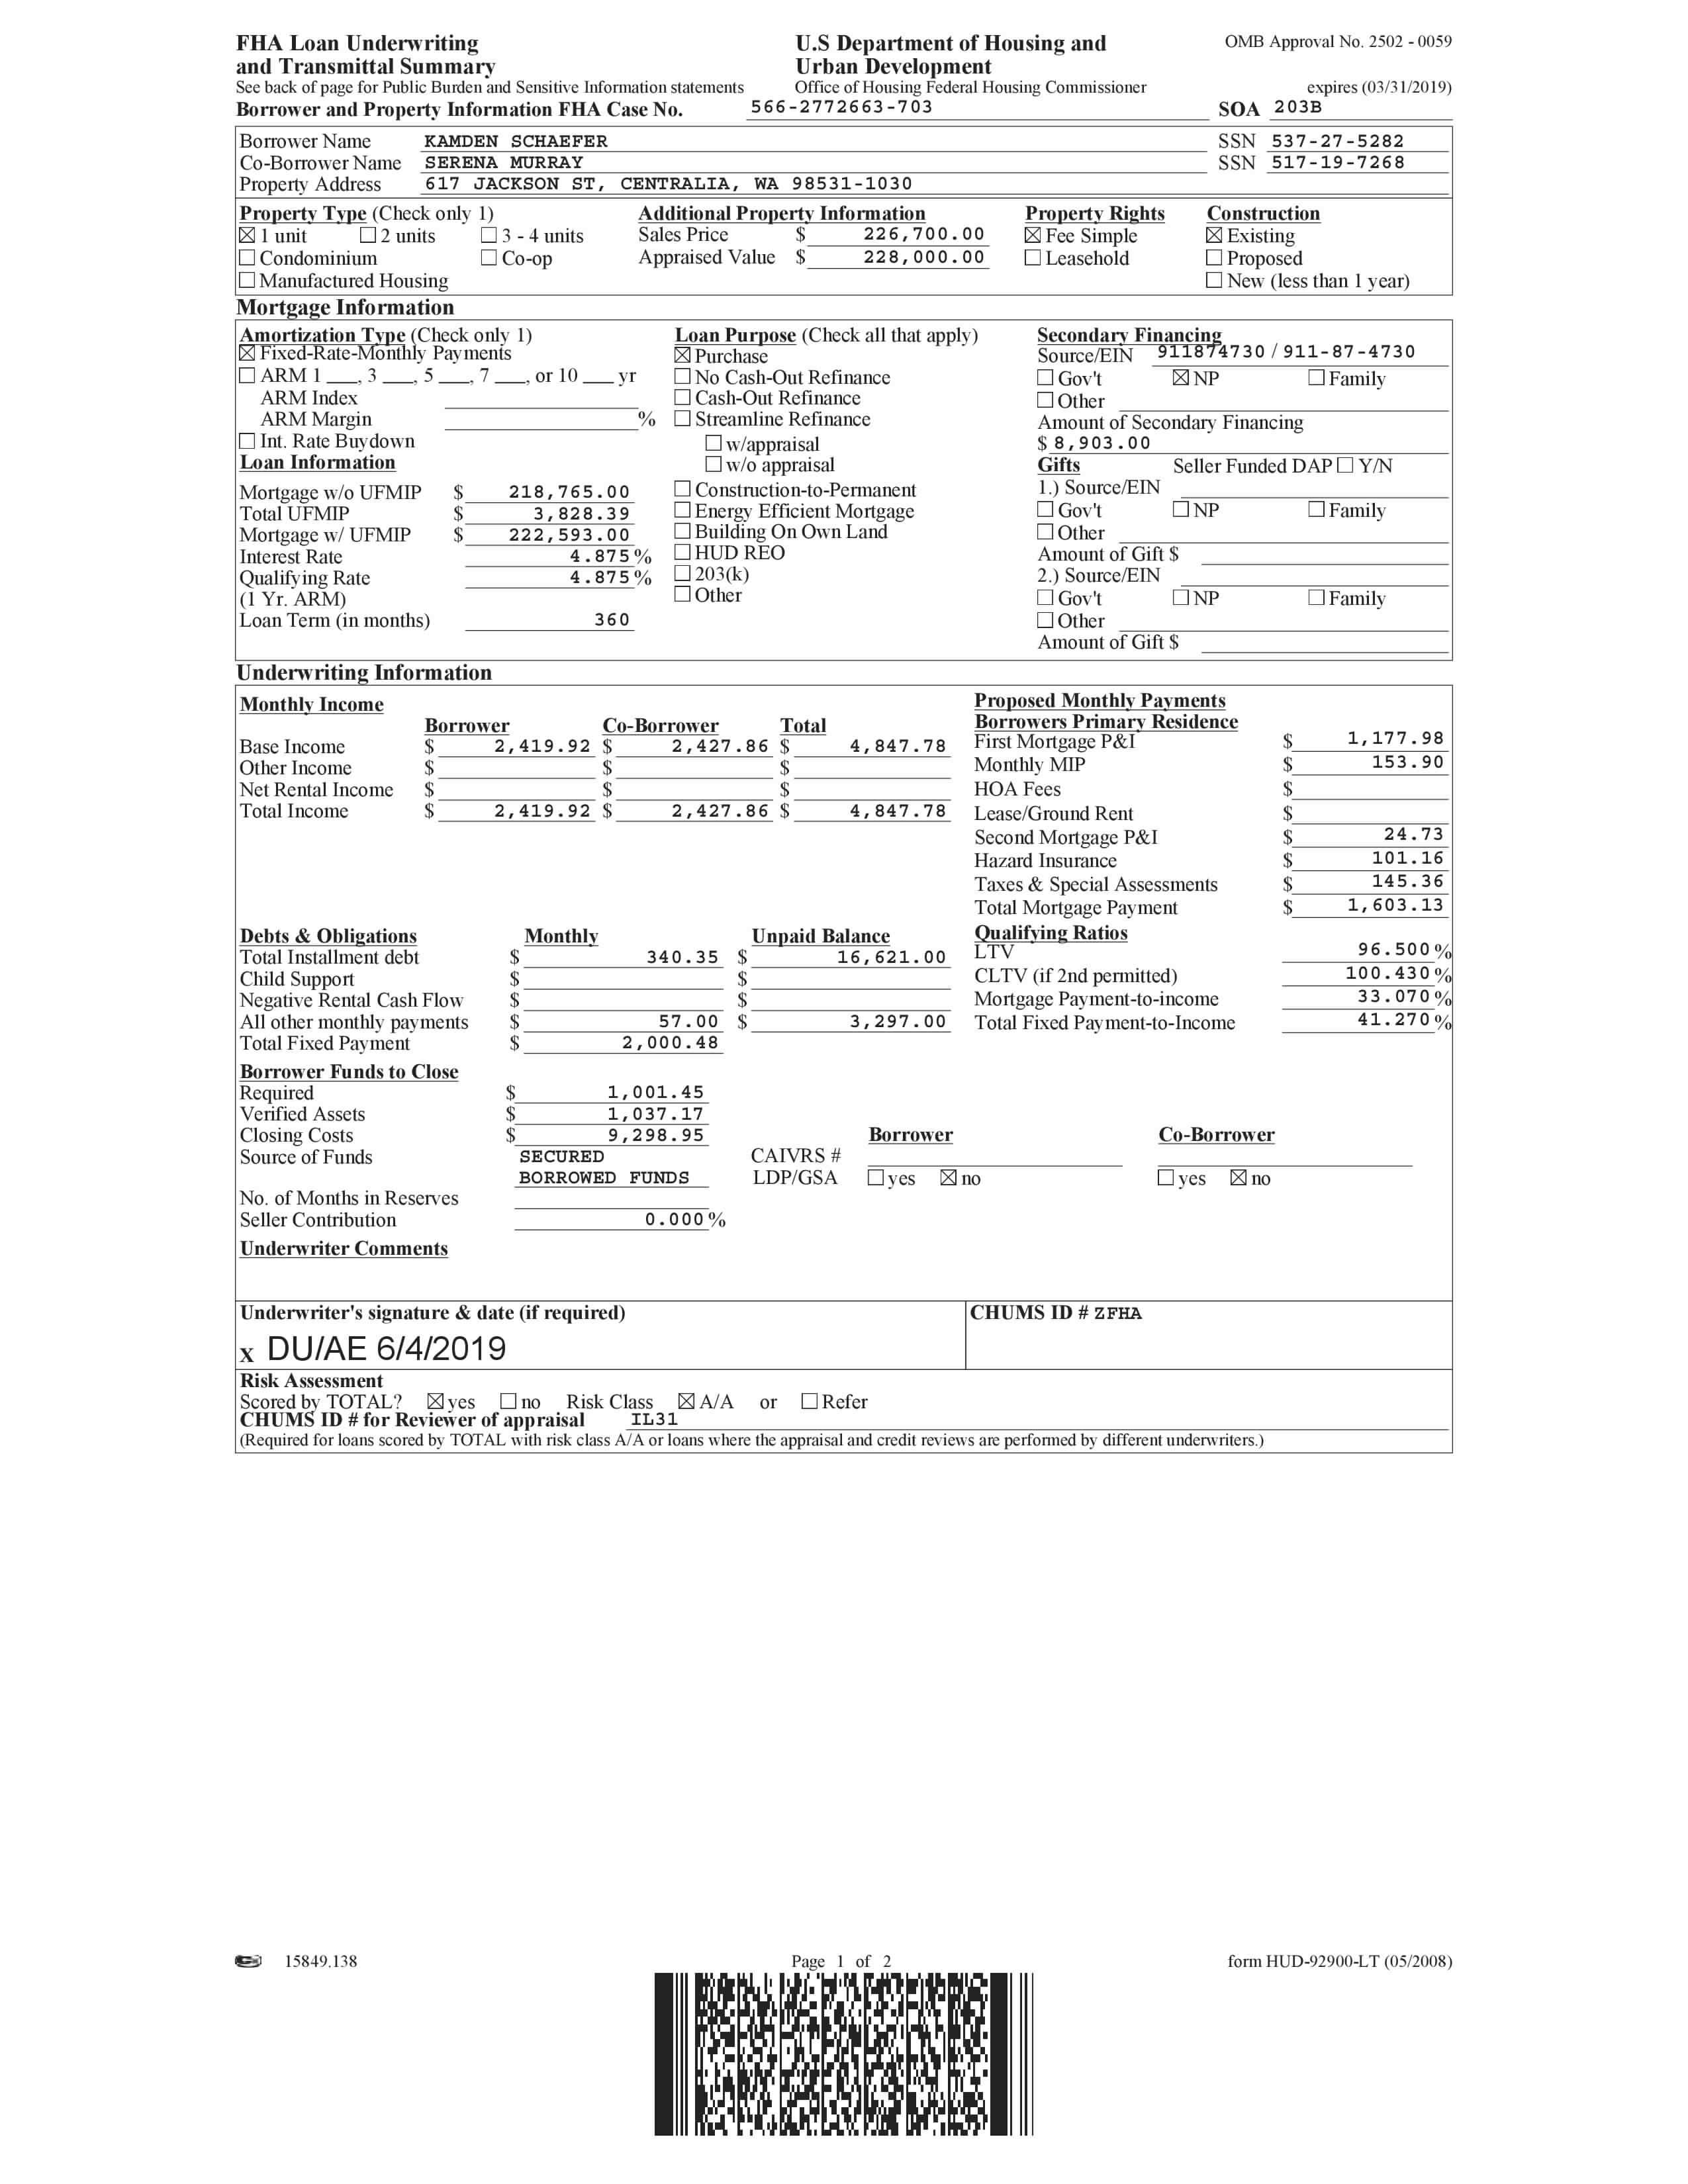 FHA Loan Underwriting
and Transmittal Summary
See back of page for Public Burden and Sensitive Information statements
U.S Department of Housing and
Urban Development
Office of Housing Federal Housing Commissioner
OMB Approval No. 2502 - 0059
expires (03/31/2019)
Borrower and Property Information FHA Case No. 566-2772663-703 SOA 203B
Borrower Name KAMDEN SCHAEFER SSN 537-27-5282
Co-Borrower Name SERENA MURRAY SSN 517-19-7268
Property Address 617 JACKSON ST, CENTRALIA, WA 98531-1030
Property Type (Check only 1)
☒ 1 unit ☐ 2 units ☐ 3 - 4 units
☐ Condominium ☐ Co-op
☐ Manufactured Housing
Additional Property Information
Sales Price $ 226,700.00
Appraised Value $ 228,000.00
Property Rights
☒ Fee Simple
☐ Leasehold
Construction
☒ Existing
☐ Proposed
☐ New (less than 1 year)
Mortgage Information
Amortization Type (Check only 1)
☒ Fixed-Rate-Monthly Payments
☐ ARM 1 ___, 3 ___, 5 ___, 7 ___, or 10 ___ yr
ARM Index
ARM Margin %
☐ Int. Rate Buydown
Loan Information
Mortgage w/o UFMIP $ 218,765.00
Total UFMIP $ 3,828.39
Mortgage w/ UFMIP $ 222,593.00
Interest Rate 4.875 %
Qualifying Rate 4.875 %
(1 Yr. ARM)
Loan Term (in months) 360
Loan Purpose (Check all that apply)
☒ Purchase
☐ No Cash-Out Refinance
☐ Cash-Out Refinance
☐ Streamline Refinance
☐ w/appraisal
☐ w/o appraisal
☐ Construction-to-Permanent
☐ Energy Efficient Mortgage
☐ Building On Own Land
☐ HUD REO
☐ 203(k)
☐ Other
Secondary Financing
Source/EIN 911874730 / 911-87-4730
☐ Gov't ☒ NP ☐ Family
☐ Other
Amount of Secondary Financing
$ 8,903.00
Gifts Seller Funded DAP ☐ Y/N
1.) Source/EIN
☐ Gov't ☐ NP ☐ Family
☐ Other
Amount of Gift $
2.) Source/EIN
☐ Gov't ☐ NP ☐ Family
☐ Other
Amount of Gift $
Underwriting Information
Monthly Income
Borrower Co-Borrower Total
Base Income $ 2,419.92 $ 2,427.86 $ 4,847.78
Other Income $ $ $
Net Rental Income $ $ $
Total Income $ 2,419.92 $ 2,427.86 $ 4,847.78
Proposed Monthly Payments
Borrowers Primary Residence
First Mortgage P&I $ 1,177.98
Monthly MIP $ 153.90
HOA Fees $
Lease/Ground Rent $
Second Mortgage P&I $ 24.73
Hazard Insurance $ 101.16
Taxes & Special Assessments $ 145.36
Total Mortgage Payment $ 1,603.13
Debts & Obligations Monthly Unpaid Balance
Total Installment debt $ 340.35 $ 16,621.00
Child Support $ $
Negative Rental Cash Flow $ $
All other monthly payments $ 57.00 $ 3,297.00
Total Fixed Payment $ 2,000.48
Qualifying Ratios
LTV 96.500 %
CLTV (if 2nd permitted) 100.430 %
Mortgage Payment-to-income 33.070 %
Total Fixed Payment-to-Income 41.270 %
Borrower Funds to Close
Required $ 1,001.45
Verified Assets $ 1,037.17
Closing Costs $ 9,298.95
Source of Funds SECURED
BORROWED FUNDS
No. of Months in Reserves
Seller Contribution 0.000 %
Borrower Co-Borrower
CAIVRS #
LDP/GSA ☐ yes ☒ no ☐ yes ☒ no
Underwriter Comments
Underwriter's signature & date (if required)
x DU/AE 6/4/2019
CHUMS ID # ZFHA
Risk Assessment
Scored by TOTAL? ☒ yes ☐ no Risk Class ☒ A/A or ☐ Refer
CHUMS ID # for Reviewer of appraisal IL31
(Required for loans scored by TOTAL with risk class A/A or loans where the appraisal and credit reviews are performed by different underwriters.)
15849.138
Page 1 of 2
form HUD-92900-LT (05/2008)